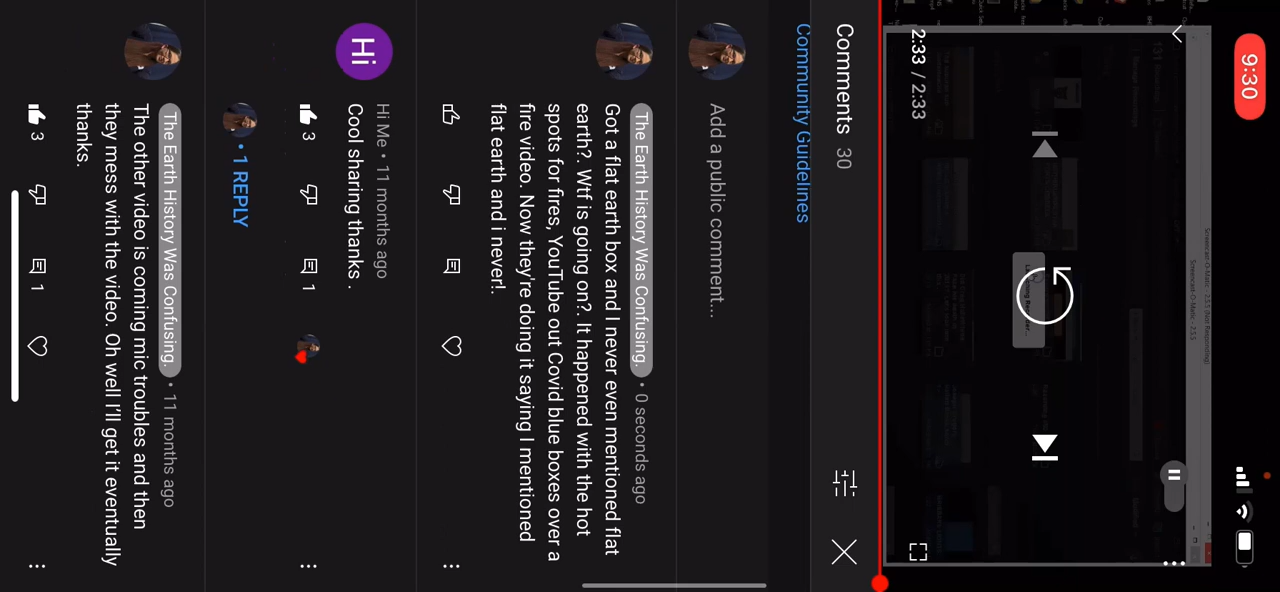 9:30
2:33 / 2:33
Comments 30
Community Guidelines
Add a public comment...
The Earth History Was Confusing. • 0 seconds ago
Got a flat earth box and I never even mentioned flat
earth?. Wtf is going on?. It happened with the hot
spots for fires, YouTube out Covid blue boxes over a
fire video. Now they're doing it saying I mentioned
flat earth and i never!.
Hi
Hi Me • 11 months ago
Cool sharing thanks .
3
1
• 1 REPLY
The Earth History Was Confusing. • 11 months ago
The other video is coming mic troubles and then
they mess with the video. Oh well I'll get it eventually
thanks.
3
1